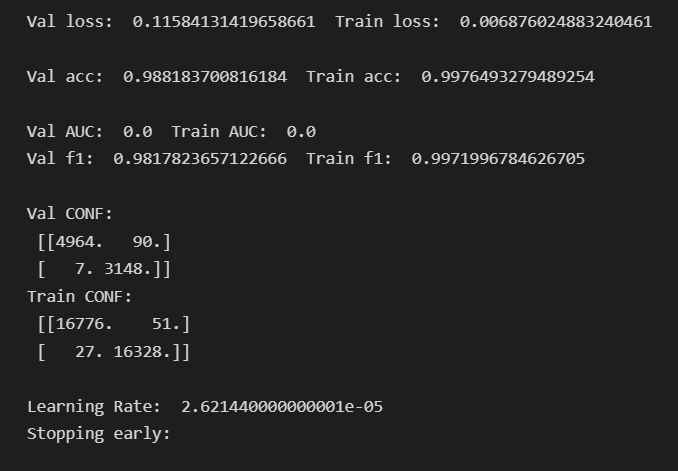 Val loss:  0.11584131419658661  Train loss:  0.006876024883240461
Val acc:  0.988183700816184  Train acc:  0.9976493279489254
Val AUC:  0.0  Train AUC:  0.0
Val f1:  0.9817823657122666  Train f1:  0.9971996784626705
Val CONF:
 [[4964.   90.]
 [   7. 3148.]]
Train CONF:
 [[16776.    51.]
 [   27. 16328.]]
Learning Rate:  2.621440000000001e-05
Stopping early: